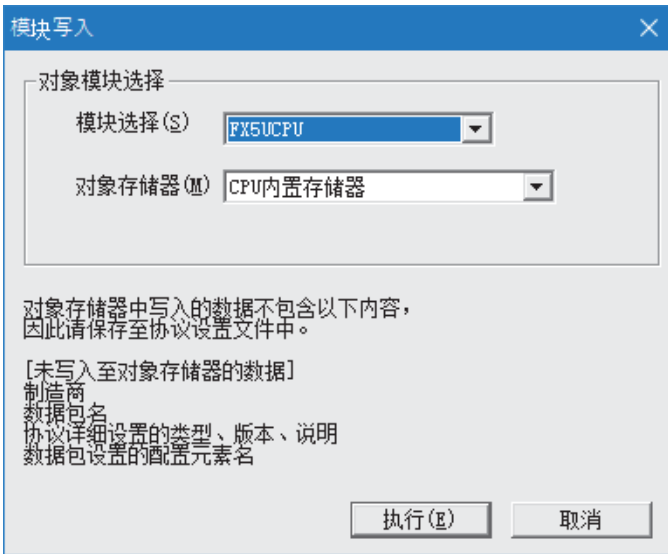 模块写入
对象模块选择
模块选择(S) FX5UCPU
对象存储器(M) CPU内置存储器
对象存储器中写入的数据不包含以下内容，
因此请保存至协议设置文件中。
[未写入至对象存储器的数据]
制造商
数据包名
协议详细设置的类型、版本、说明
数据包设置的配置元素名
执行(E) 取消